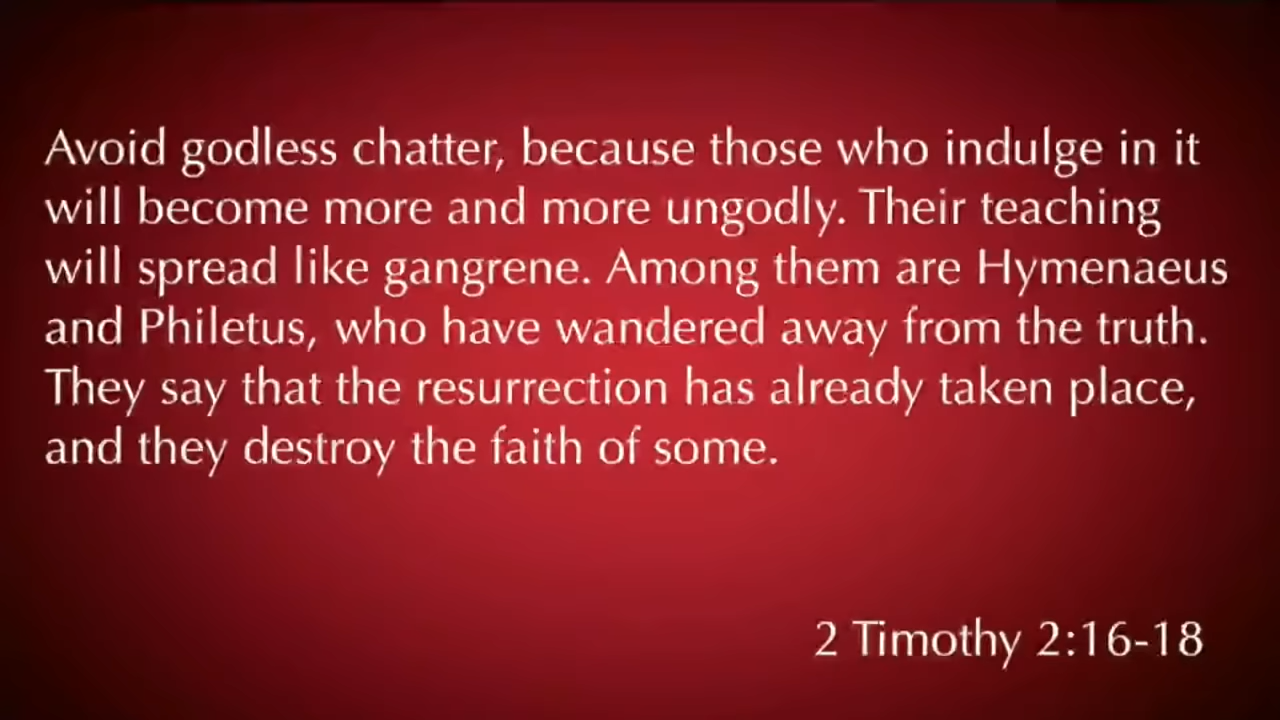 Avoid godless chatter, because those who indulge in it
will become more and more ungodly. Their teaching
will spread like gangrene. Among them are Hymenaeus
and Philetus, who have wandered away from the truth.
They say that the resurrection has already taken place,
and they destroy the faith of some.
2 Timothy 2:16-18